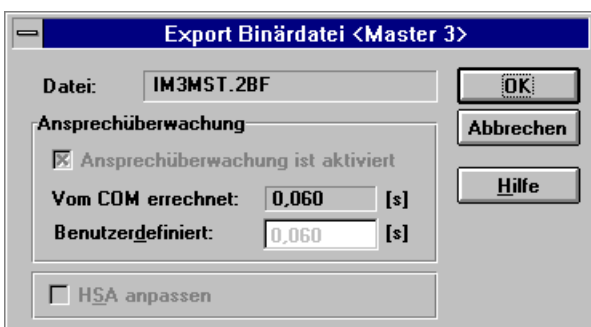 Export Binärdatei <Master 3>
Datei: IM3MST.2BF
OK
Ansprechüberwachung
Abbrechen
Ansprechüberwachung ist aktiviert
Vom COM errechnet: 0,060 [s]
Hilfe
Benutzerdefiniert: 0,060 [s]
HSA anpassen